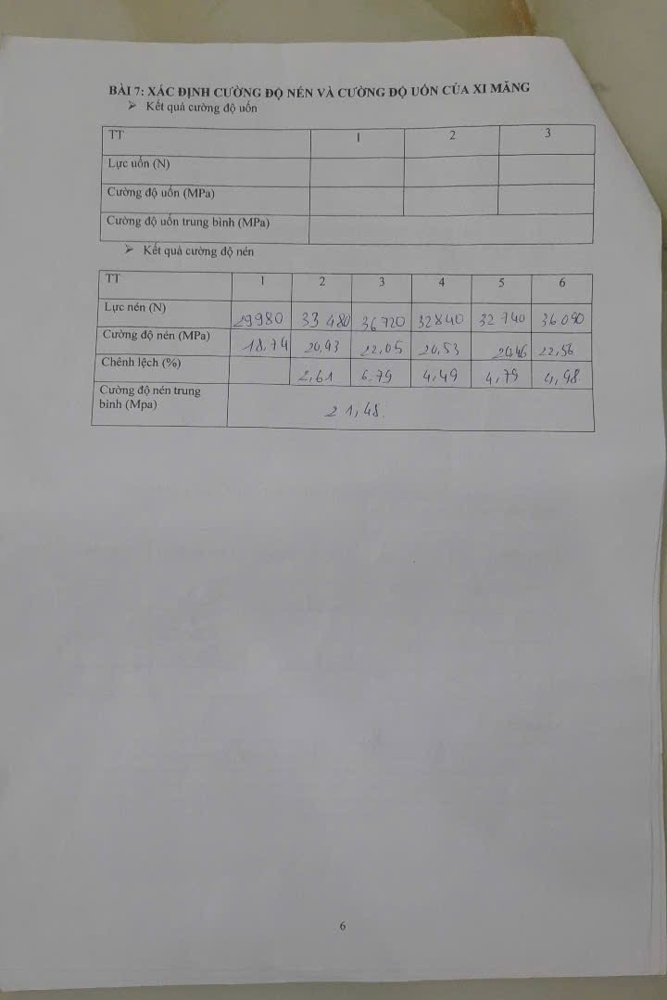 BÀI 7: XÁC ĐỊNH CƯỜNG ĐỘ NÉN VÀ CƯỜNG ĐỘ UỐN CỦA XI MĂNG
➢ Kết quả cường độ uốn
TT 1 2 3
Lực uốn (N)
Cường độ uốn (MPa)
Cường độ uốn trung bình (MPa)
➢ Kết quả cường độ nén
TT 1 2 3 4 5 6
Lực nén (N) 29980 33480 36720 32840 32740 36090
Cường độ nén (MPa) 18.74 20,93 22,05 20,53 20,46 22,56
Chênh lệch (%) 2,61 6.79 4,49 4,79 4,98.
Cường độ nén trung
bình (Mpa) 21,48.
6